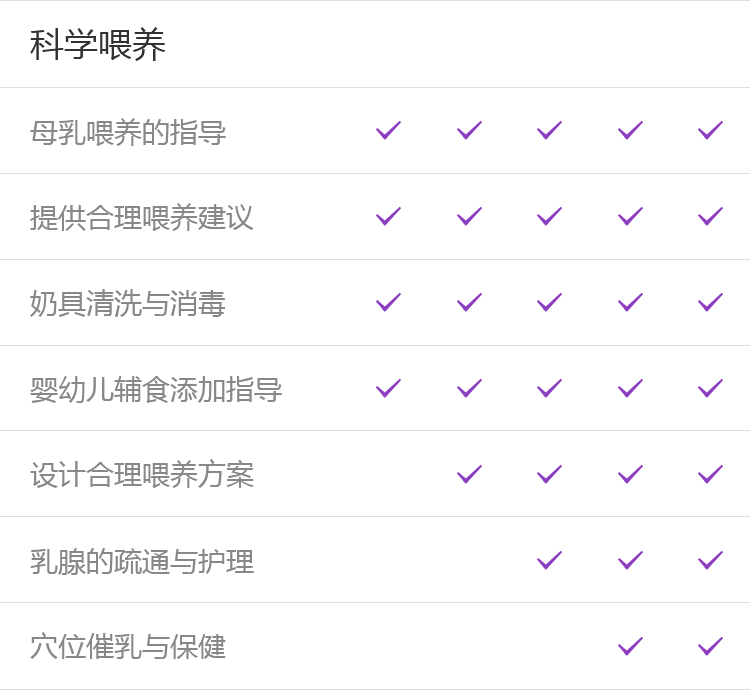 科学喂养
母乳喂养的指导
提供合理喂养建议
奶具清洗与消毒
婴幼儿辅食添加指导
设计合理喂养方案
乳腺的疏通与护理
穴位催乳与保健